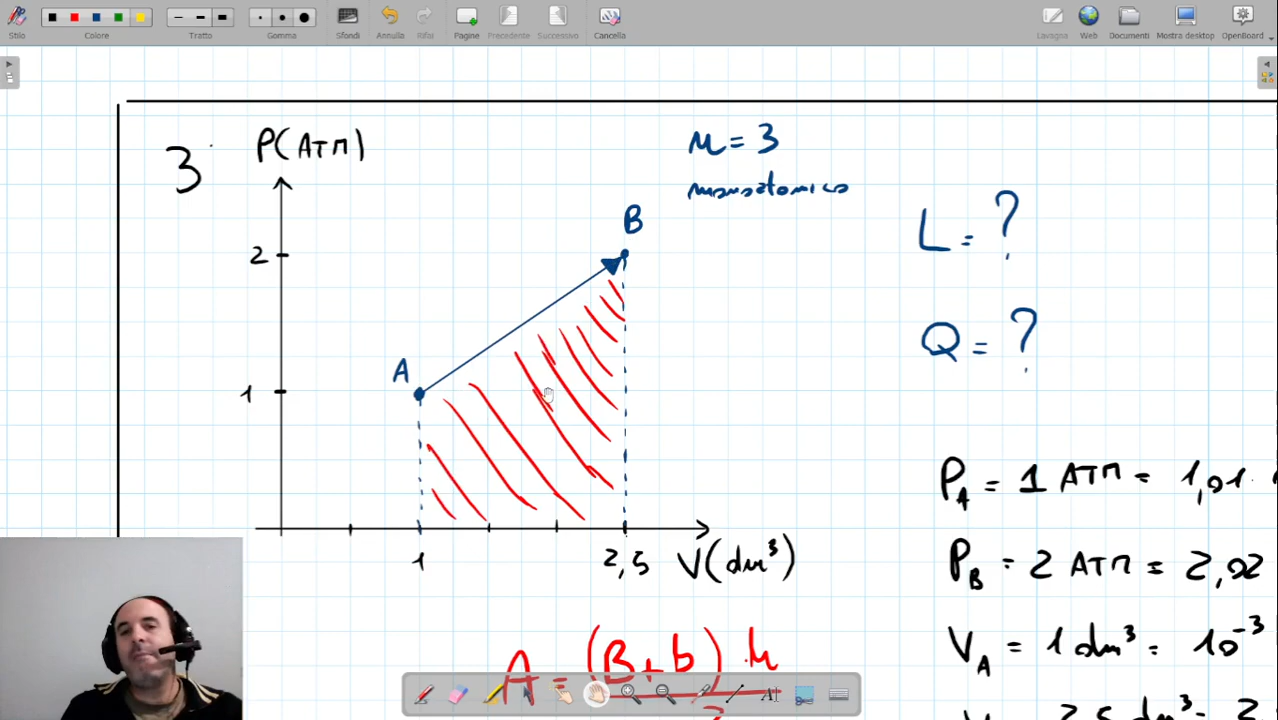 Stilo
Colore
Tratto
Gomma
Sfondi
Annulla
Rifai
Pagine
Precedente
Successivo
Cancella
Lavagna
Web
Documenti
Mostra desktop
OpenBoard
3
P(ATM)
n = 3
monoatomico
B
L = ?
2
Q = ?
A
1
P_A = 1 ATM = 1,01.
1
2,5
V(dm³)
P_B = 2 ATM = 2,02
A = (B+b).h
V_A = 1 dm³ = 10⁻³